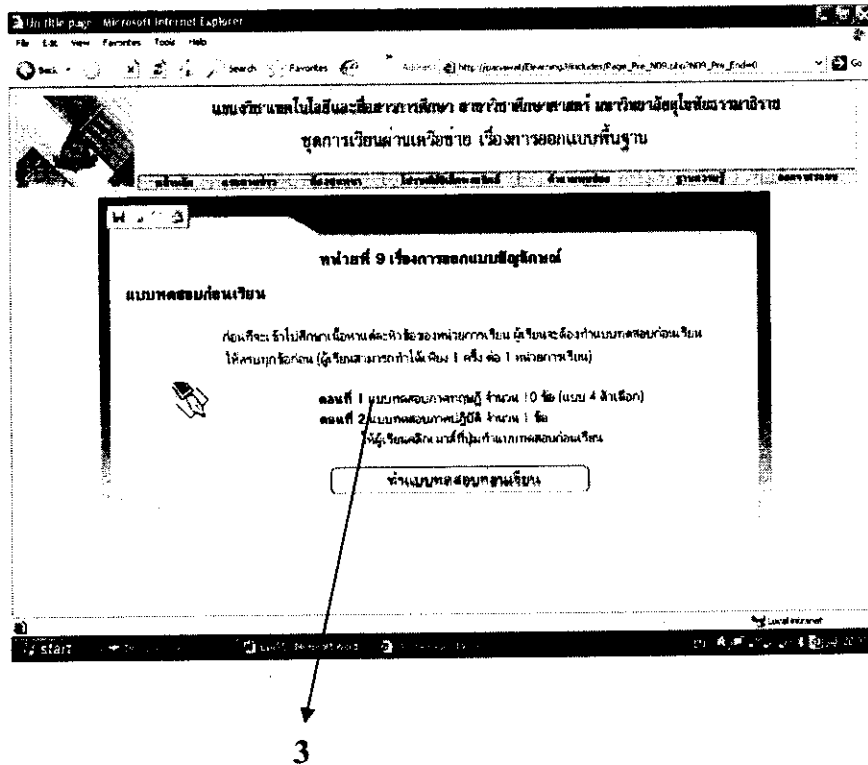 Un title page Microsoft Internet Explorer
File Edit View Favorites Tools Help
Back Search Favorites Address Go
แขนงวิชาเทคโนโลยีและสื่อสารการศึกษา สาขาวิชาศึกษาศาสตร์ มหาวิทยาลัยสุโขทัยธรรมาธิราช
ชุดการเรียนผ่านเครือข่าย เรื่องการออกแบบพื้นฐาน
หน่วยที่ 9 เรื่องการออกแบบสัญลักษณ์
แบบทดสอบก่อนเรียน
ก่อนที่จะเข้าไปศึกษาเนื้อหาแต่ละหัวข้อของหน่วยการเรียน ผู้เรียนจะต้องทำแบบทดสอบก่อนเรียน
ให้ครบทุกข้อก่อน (ผู้เรียนสามารถทำได้เพียง 1 ครั้ง ต่อ 1 หน่วยการเรียน)
ตอนที่ 1 แบบทดสอบภาคทฤษฎี จำนวน 10 ข้อ (แบบ 4 ตัวเลือก)
ตอนที่ 2 แบบทดสอบภาคปฏิบัติ จำนวน 1 ข้อ
ให้ผู้เรียนคลิกเมาส์ที่ปุ่มทำแบบทดสอบก่อนเรียน
ทำแบบทดสอบก่อนเรียน
Local intranet
start
3